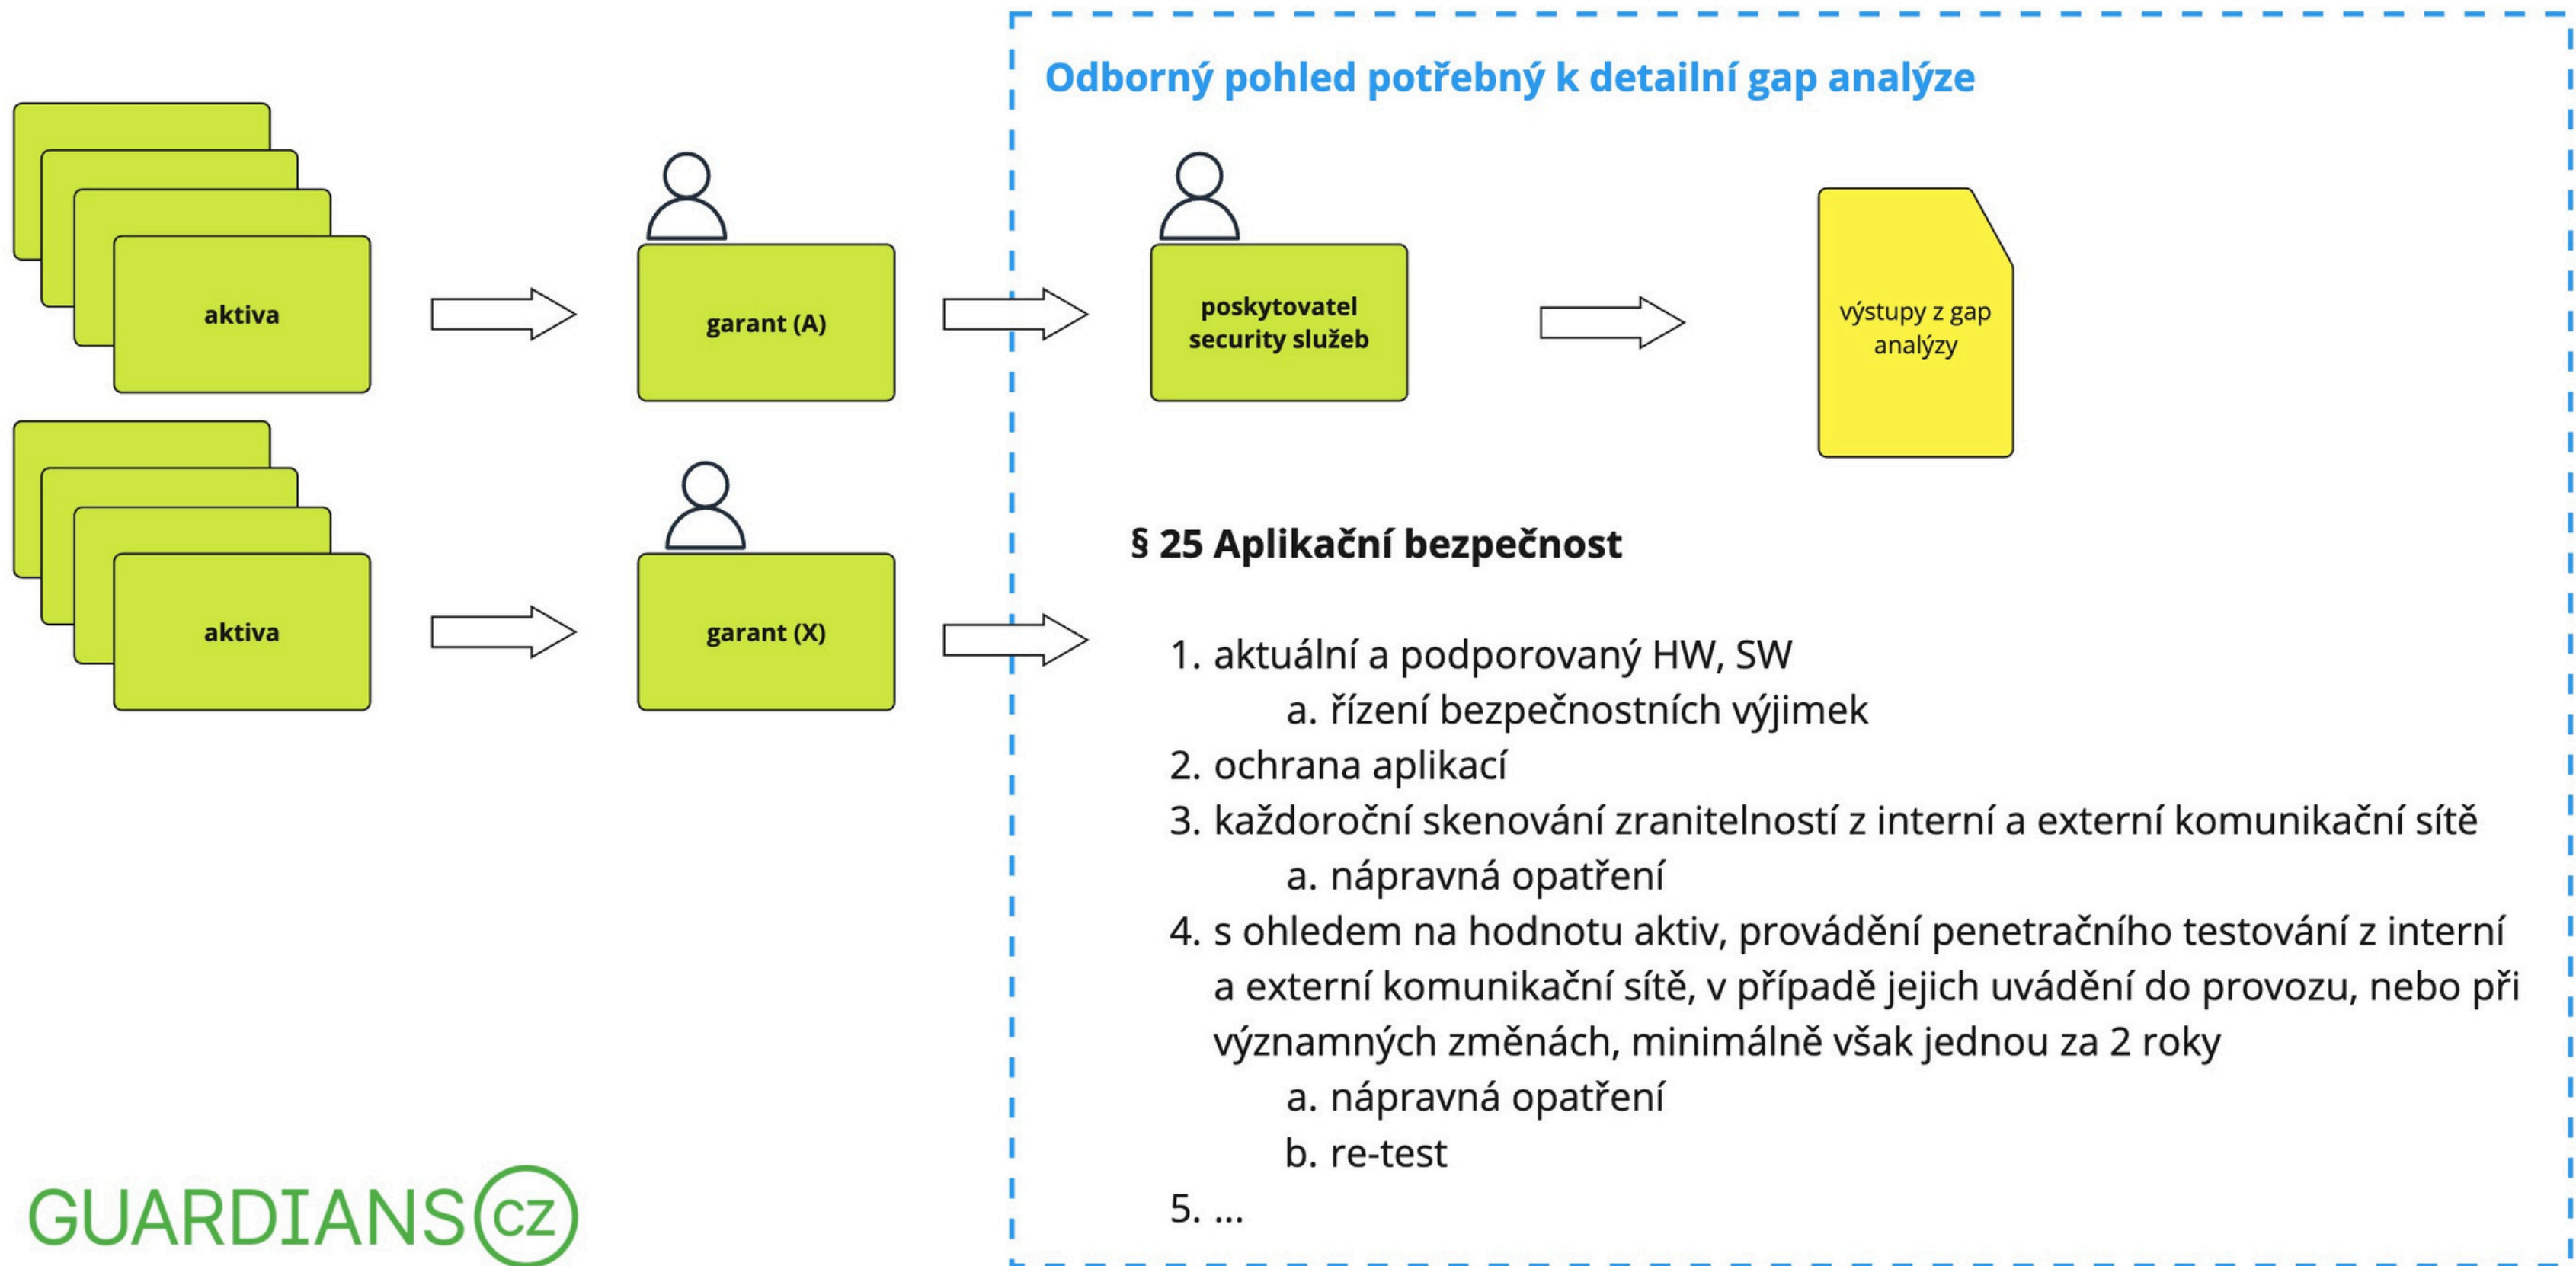 Odborný pohled potřebný k detailní gap analýze
aktiva
garant (A)
poskytovatel
security služeb
výstupy z gap
analýzy
aktiva
garant (X)
§ 25 Aplikační bezpečnost
1. aktuální a podporovaný HW, SW
a. řízení bezpečnostních výjimek
2. ochrana aplikací
3. každoroční skenování zranitelností z interní a externí komunikační sítě
a. nápravná opatření
4. s ohledem na hodnotu aktiv, provádění penetračního testování z interní
a externí komunikační sítě, v případě jejich uvádění do provozu, nebo při
významných změnách, minimálně však jednou za 2 roky
a. nápravná opatření
b. re-test
5. ...
GUARDIANS CZ